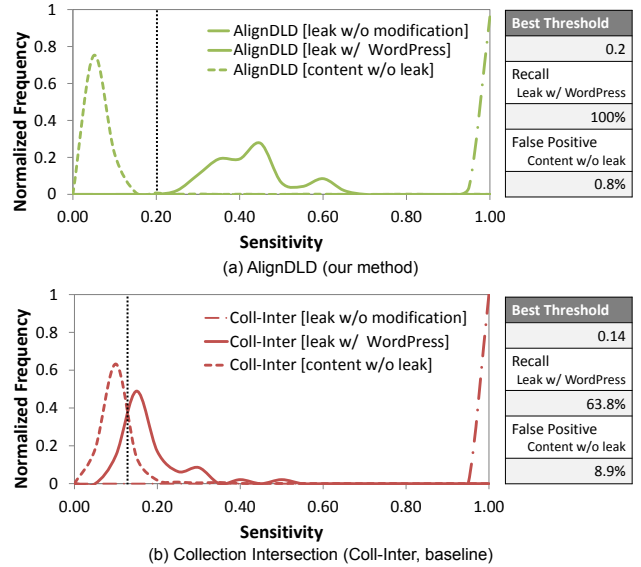 1
0.8
0.6
0.4
0.2
0
Normalized Frequency
AlignDLD [leak w/o modification]
AlignDLD [leak w/ WordPress]
AlignDLD [content w/o leak]
0.00 0.20 0.40 0.60 0.80 1.00
Sensitivity
(a) AlignDLD (our method)
Best Threshold
0.2
Recall
Leak w/ WordPress
100%
False Positive
Content w/o leak
0.8%
1
0.8
0.6
0.4
0.2
0
Normalized Frequency
Coll-Inter [leak w/o modification]
Coll-Inter [leak w/ WordPress]
Coll-Inter [content w/o leak]
0.00 0.20 0.40 0.60 0.80 1.00
Sensitivity
(b) Collection Intersection (Coll-Inter, baseline)
Best Threshold
0.14
Recall
Leak w/ WordPress
63.8%
False Positive
Content w/o leak
8.9%